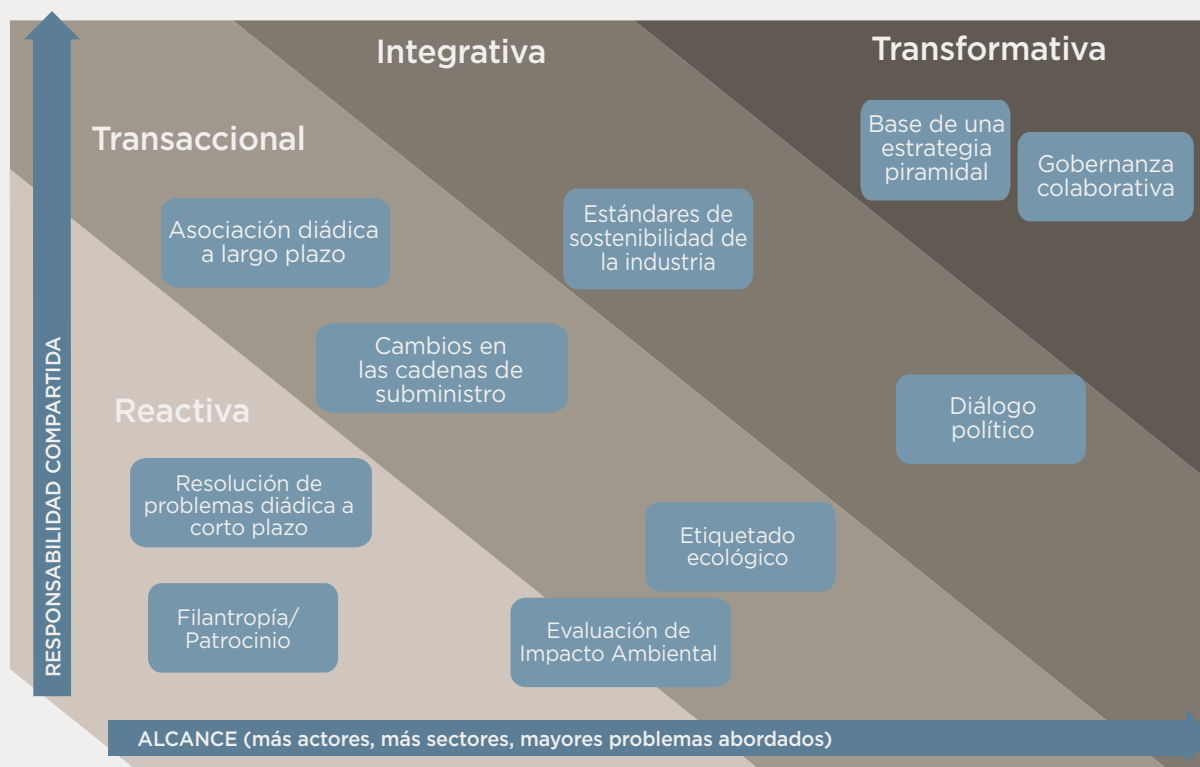 Integrativa
Transformativa
Transaccional
Base de una
estrategia
piramidal
Gobernanza
colaborativa
Asociación diádica
a largo plazo
Estándares de
sostenibilidad de
la industria
Cambios en
las cadenas de
subministro
Reactiva
Diálogo
político
Resolución de
problemas diádica a
corto plazo
Etiquetado
ecológico
Filantropía/
Patrocinio
Evaluación de
Impacto Ambiental
RESPONSABILIDAD COMPARTIDA
ALCANCE (más actores, más sectores, mayores problemas abordados)